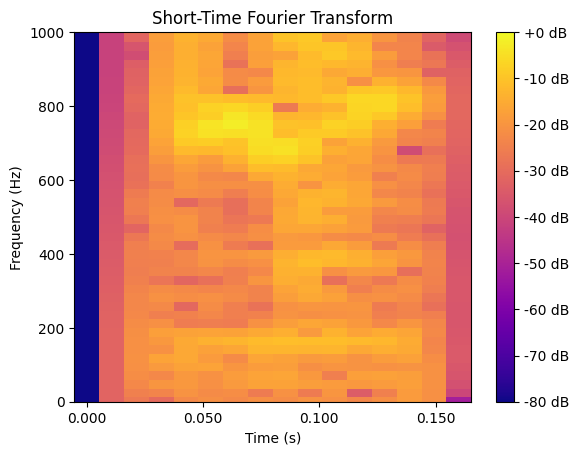 Short-Time Fourier Transform
1000
800
600
400
200
0
Frequency (Hz)
0.000
0.050
0.100
0.150
Time (s)
+0 dB
-10 dB
-20 dB
-30 dB
-40 dB
-50 dB
-60 dB
-70 dB
-80 dB